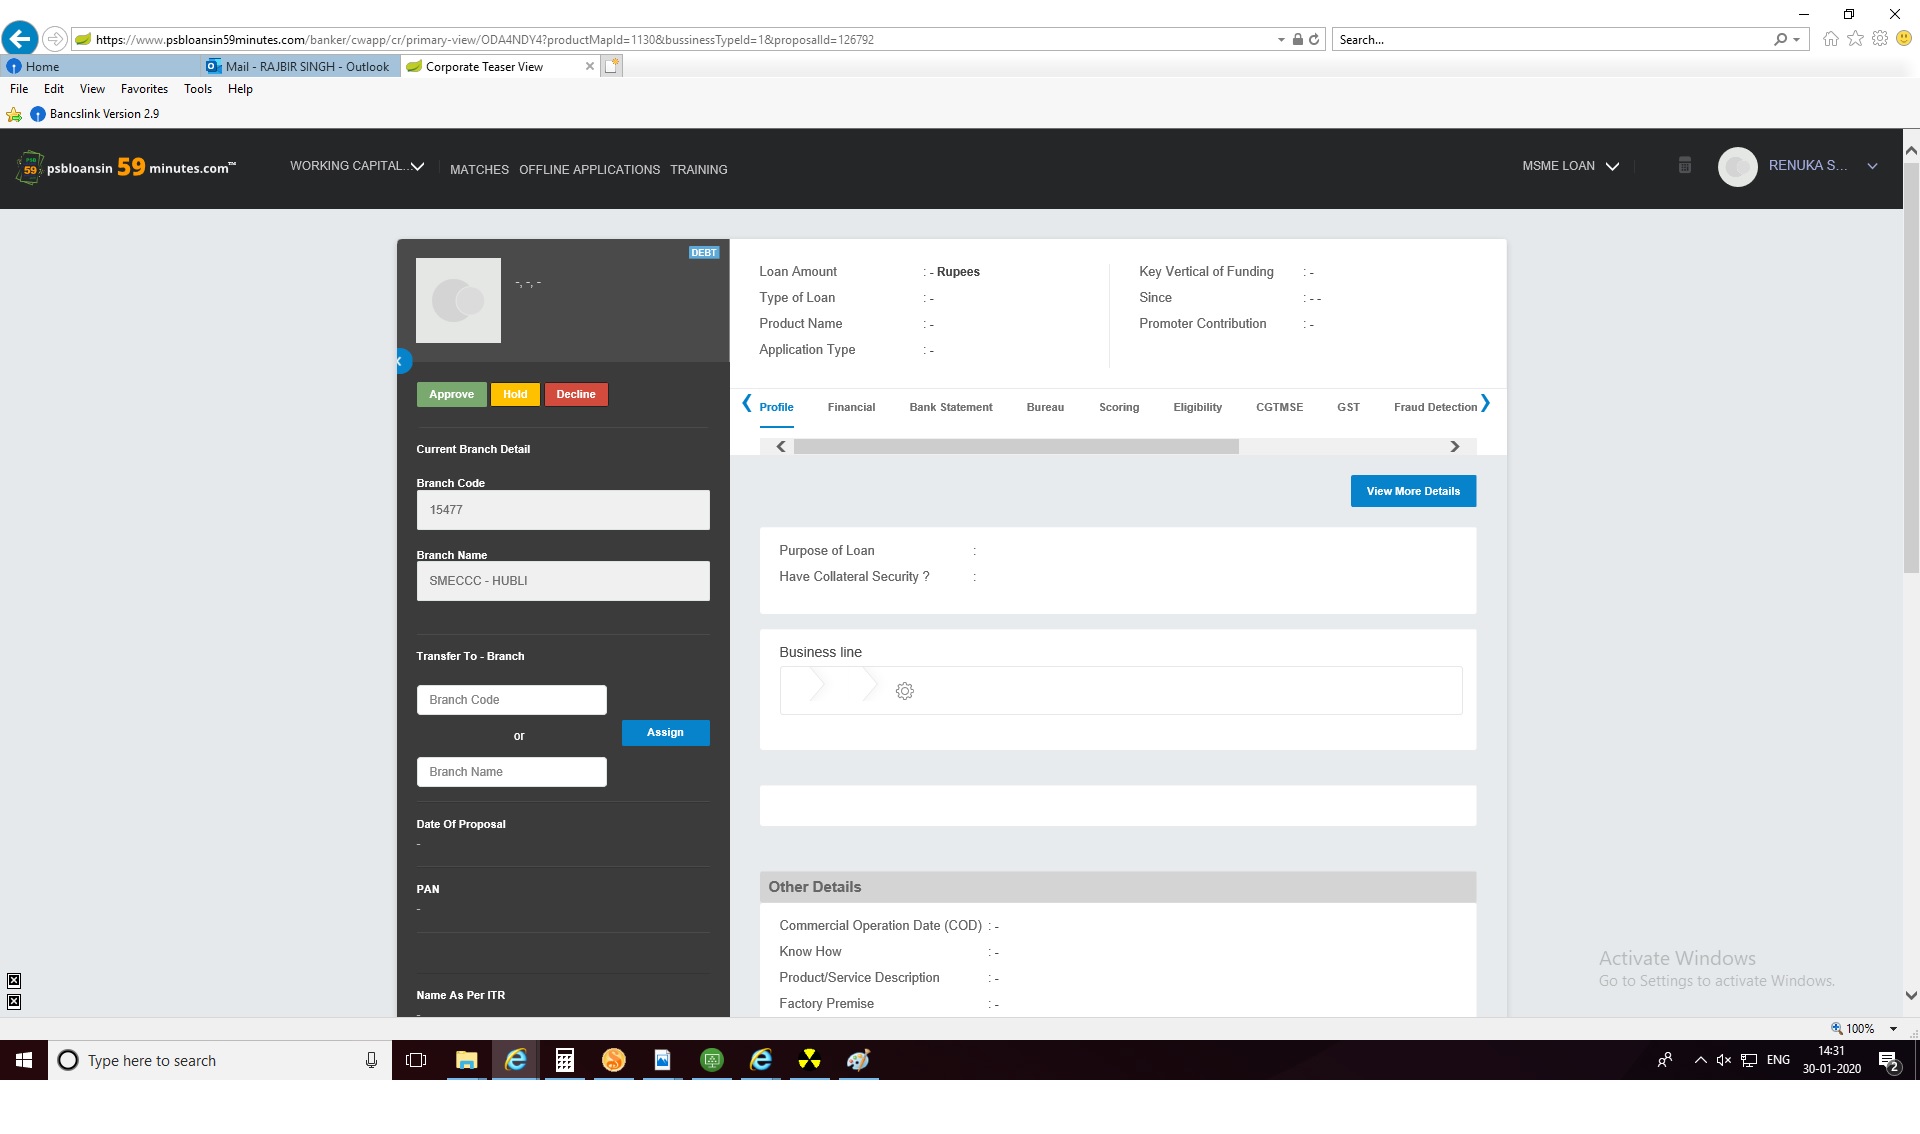 https://www.psbloansin59minutes.com/banker/cwapp/cr/primary-view/ODA4NDY4?productMapId=1130&bussinessTypeId=1&proposalId=126792
Search...
Home
Mail - RAJBIR SINGH - Outlook
Corporate Teaser View
File Edit View Favorites Tools Help
Bancslink Version 2.9
PSB 59 psbloansin 59 minutes.com™
WORKING CAPITAL...
MATCHES OFFLINE APPLICATIONS TRAINING
MSME LOAN
RENUKA S...
DEBT
-, -, -
Approve Hold Decline
Current Branch Detail
Branch Code
15477
Branch Name
SMECCC - HUBLI
Transfer To - Branch
Branch Code
or
Assign
Branch Name
Date Of Proposal
-
PAN
-
Name As Per ITR
-
Loan Amount : - Rupees
Type of Loan : -
Product Name : -
Application Type : -
Key Vertical of Funding : -
Since : - -
Promoter Contribution : -
Profile Financial Bank Statement Bureau Scoring Eligibility CGTMSE GST Fraud Detection
View More Details
Purpose of Loan :
Have Collateral Security ? :
Business line
Other Details
Commercial Operation Date (COD) : -
Know How : -
Product/Service Description : -
Factory Premise : -
Activate Windows
Go to Settings to activate Windows.
100%
Type here to search
ENG
14:31
30-01-2020
2